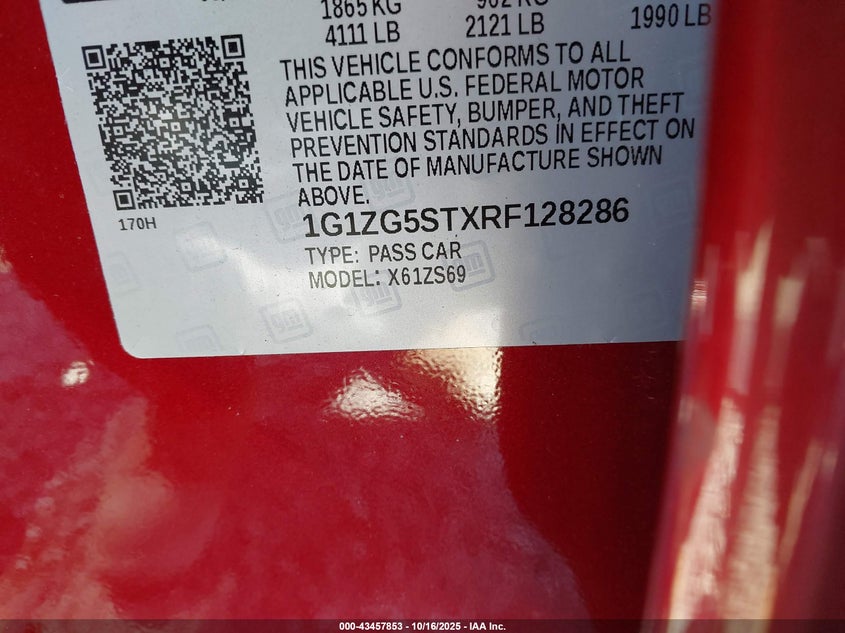 1865 KG
4111 LB 2121 LB 1990 LB
THIS VEHICLE CONFORMS TO ALL
APPLICABLE U.S. FEDERAL MOTOR
VEHICLE SAFETY, BUMPER, AND THEFT
PREVENTION STANDARDS IN EFFECT ON
THE DATE OF MANUFACTURE SHOWN
ABOVE.
170H
1G1ZG5STXRF128286
TYPE: PASS CAR
MODEL: X61ZS69
000-43457853 | 10/16/2025 - IAA Inc.